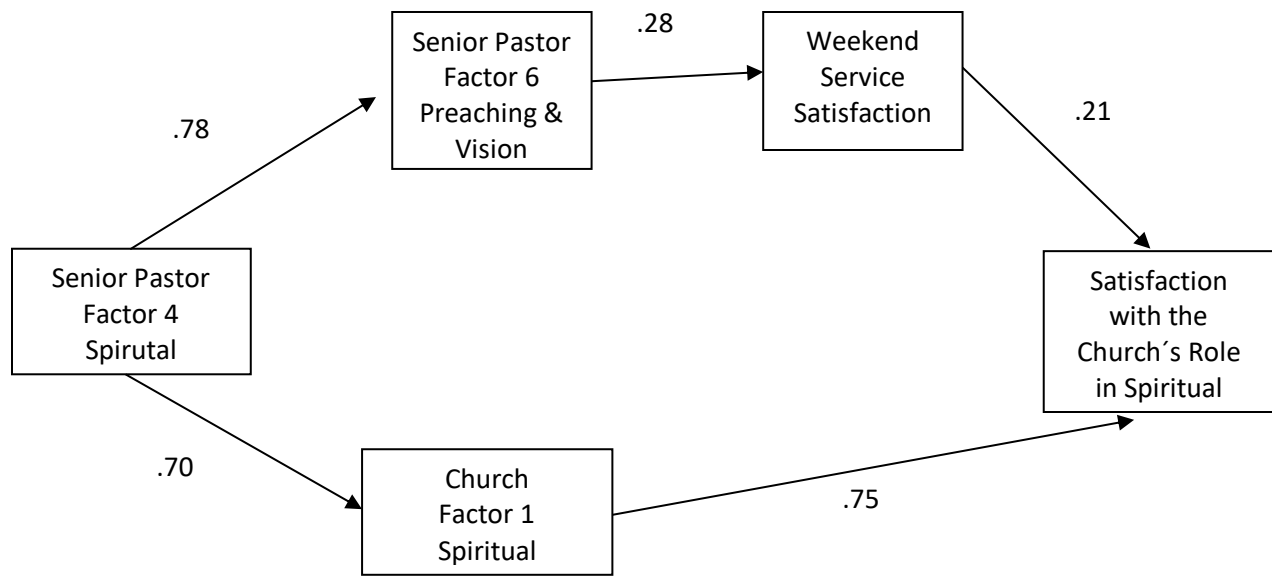 .28
Senior Pastor
Factor 6
Preaching &
Vision
Weekend
Service
Satisfaction
.78
.21
Senior Pastor
Factor 4
Spirutal
Satisfaction
with the
Church´s Role
in Spiritual
.70
Church
Factor 1
Spiritual
.75